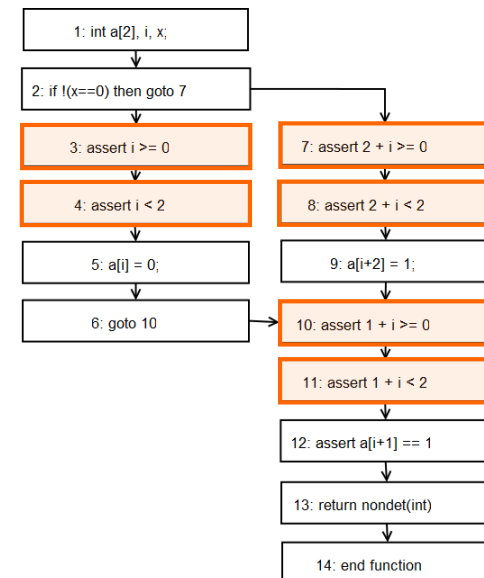 1: int a[2], i, x;
2: if !(x==0) then goto 7
3: assert i >= 0
4: assert i < 2
5: a[i] = 0;
6: goto 10
7: assert 2 + i >= 0
8: assert 2 + i < 2
9: a[i+2] = 1;
10: assert 1 + i >= 0
11: assert 1 + i < 2
12: assert a[i+1] == 1
13: return nondet(int)
14: end function